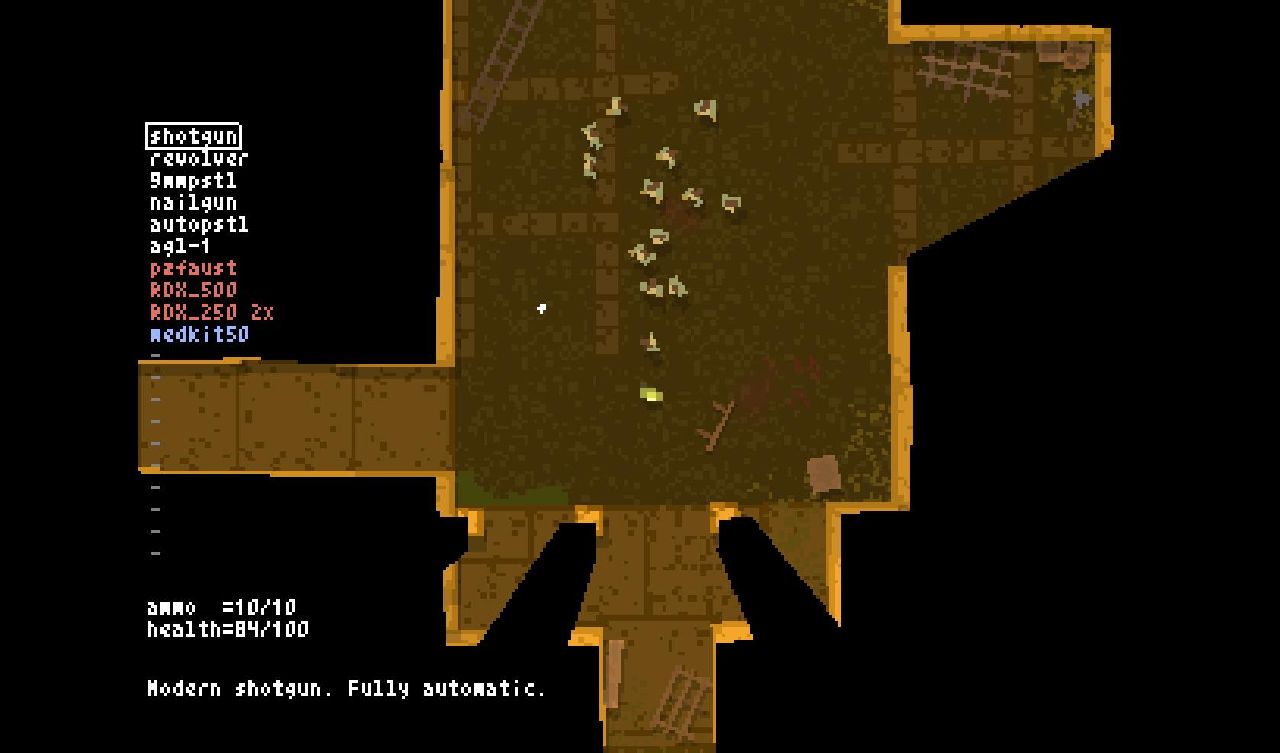 shotgun
revolver
9mmpstl
nailgun
autopstl
agl-1
pzfaust
RDX_500
RDX_250 2x
medkit50
-
-
-
-
-
-
-
-
-
-
ammo =10/10
health=84/100
Modern shotgun. Fully automatic.